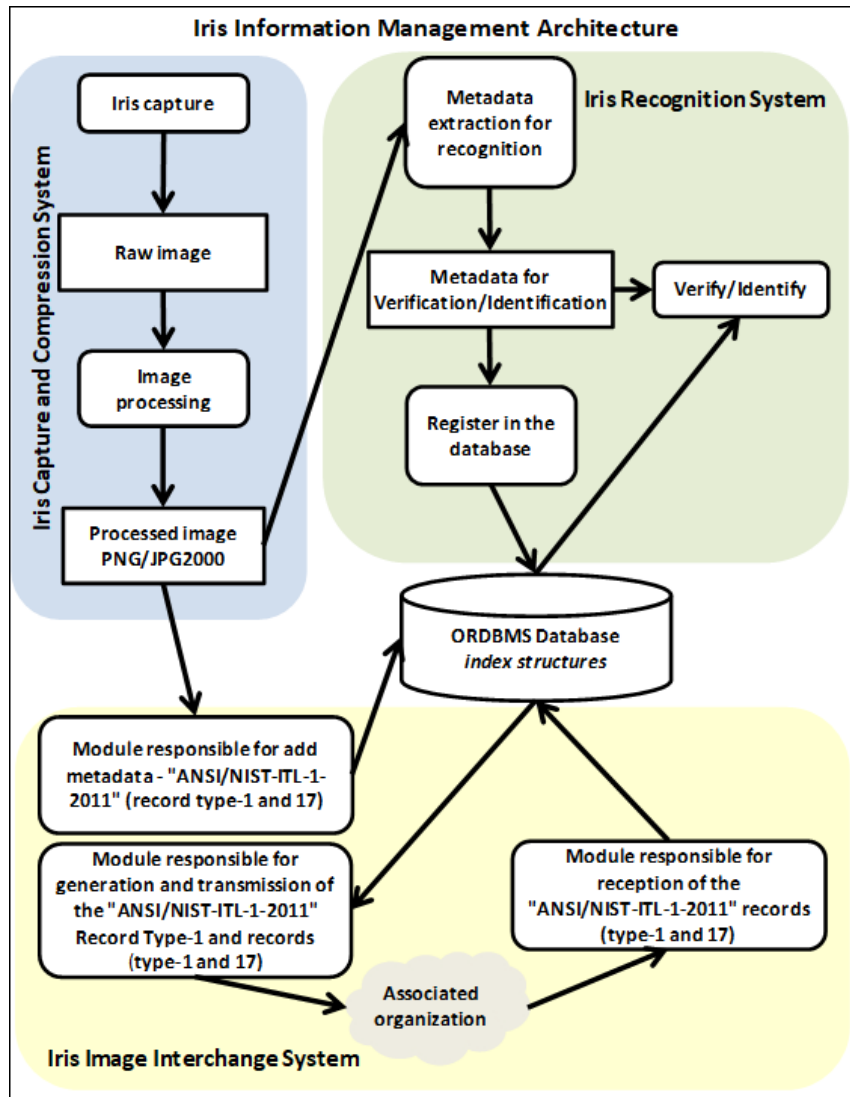 Iris Information Management Architecture
Iris Capture and Compression System
Iris capture
Raw image
Image
processing
Processed image
PNG/JPG2000
Iris Recognition System
Metadata
extraction for
recognition
Metadata for
Verification/Identification
Verify/Identify
Register in the
database
ORDBMS Database
index structures
Module responsible for add
metadata - "ANSI/NIST-ITL-1-
2011" (record type-1 and 17)
Module responsible for
generation and transmission of
the "ANSI/NIST-ITL-1-2011"
Record Type-1 and records
(type-1 and 17)
Module responsible for
reception of the
"ANSI/NIST-ITL-1-2011" records
(type-1 and 17)
Associated
organization
Iris Image Interchange System